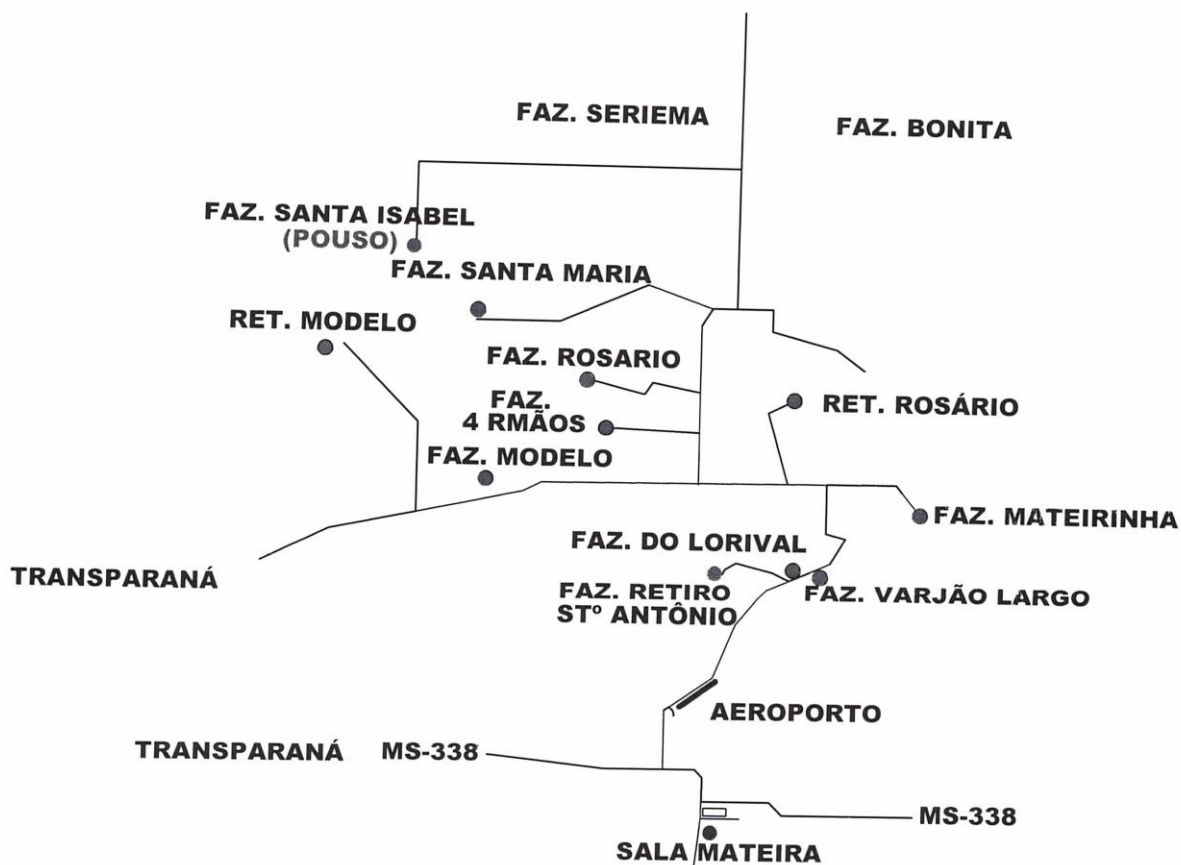 FAZ. SERIEMA
FAZ. BONITA
FAZ. SANTA ISABEL
(POUSO)
FAZ. SANTA MARIA
RET. MODELO
FAZ. ROSARIO
FAZ.
4 RMÃOS
RET. ROSÁRIO
FAZ. MODELO
FAZ. MATEIRINHA
FAZ. DO LORIVAL
TRANSPARANÁ
FAZ. RETIRO
STº ANTÔNIO
FAZ. VARJÃO LARGO
AEROPORTO
TRANSPARANÁ MS-338
MS-338
SALA MATEIRA